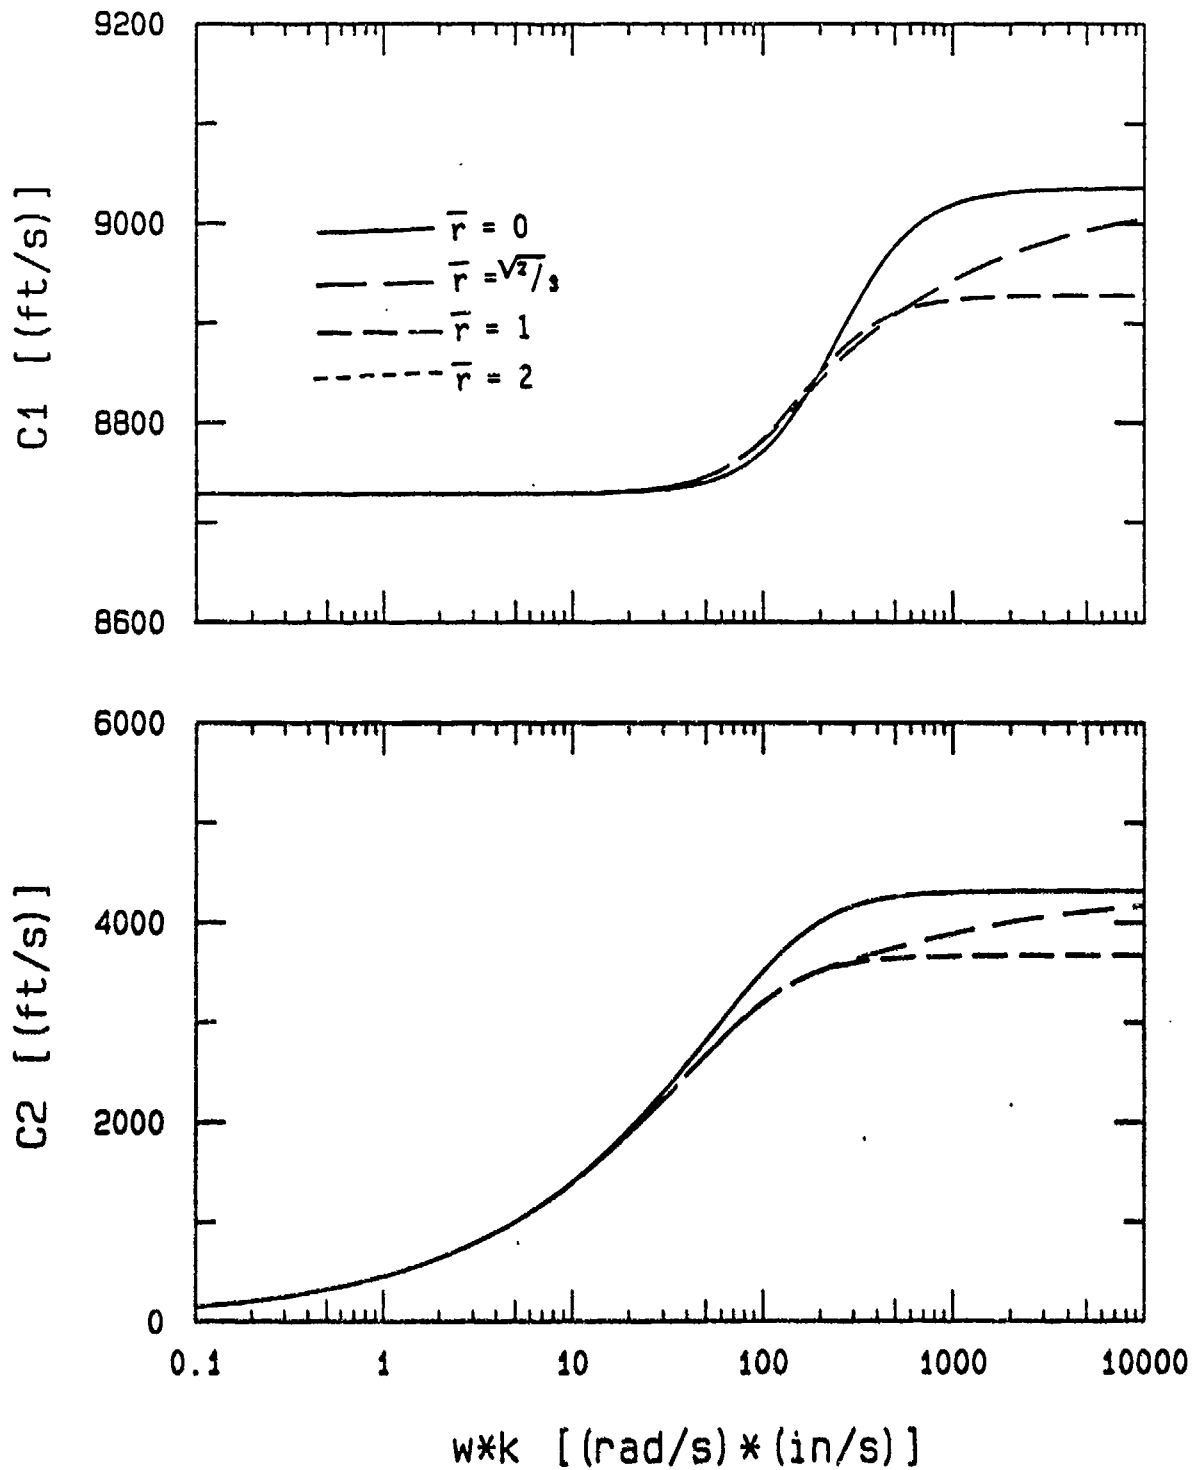 9200
9000
8800
8600
C1 [(ft/s)]
r̅ = 0
r̅ = √2/3
r̅ = 1
r̅ = 2
6000
4000
2000
0
C2 [(ft/s)]
0.1 1 10 100 1000 10000
w*k [(rad/s)*(in/s)]